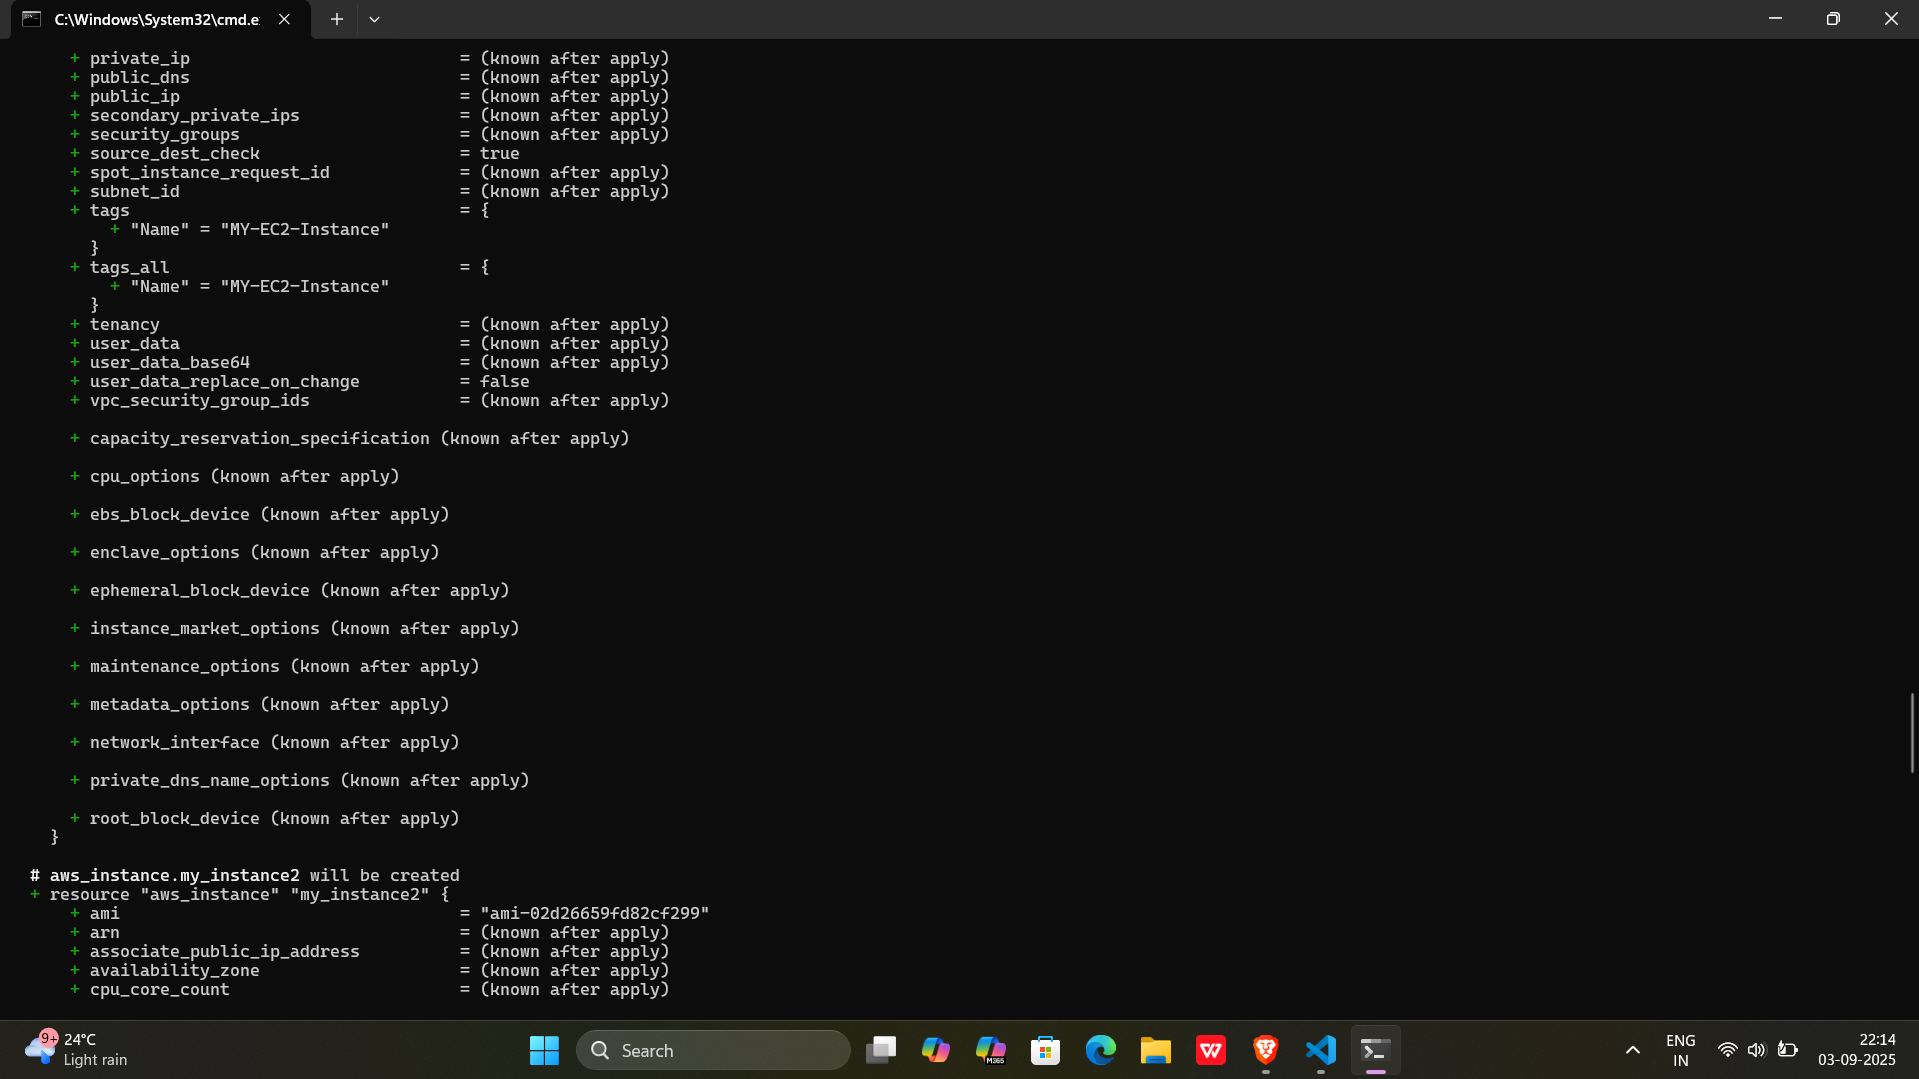 C:\Windows\System32\cmd.e
+ private_ip = (known after apply)
+ public_dns = (known after apply)
+ public_ip = (known after apply)
+ secondary_private_ips = (known after apply)
+ security_groups = (known after apply)
+ source_dest_check = true
+ spot_instance_request_id = (known after apply)
+ subnet_id = (known after apply)
+ tags = {
+ "Name" = "MY-EC2-Instance"
}
+ tags_all = {
+ "Name" = "MY-EC2-Instance"
}
+ tenancy = (known after apply)
+ user_data = (known after apply)
+ user_data_base64 = (known after apply)
+ user_data_replace_on_change = false
+ vpc_security_group_ids = (known after apply)
+ capacity_reservation_specification (known after apply)
+ cpu_options (known after apply)
+ ebs_block_device (known after apply)
+ enclave_options (known after apply)
+ ephemeral_block_device (known after apply)
+ instance_market_options (known after apply)
+ maintenance_options (known after apply)
+ metadata_options (known after apply)
+ network_interface (known after apply)
+ private_dns_name_options (known after apply)
+ root_block_device (known after apply)
}
# aws_instance.my_instance2 will be created
+ resource "aws_instance" "my_instance2" {
+ ami = "ami-02d26659fd82cf299"
+ arn = (known after apply)
+ associate_public_ip_address = (known after apply)
+ availability_zone = (known after apply)
+ cpu_core_count = (known after apply)
9+
24°C
Light rain
Search
M365
W
ENG
IN
22:14
03-09-2025